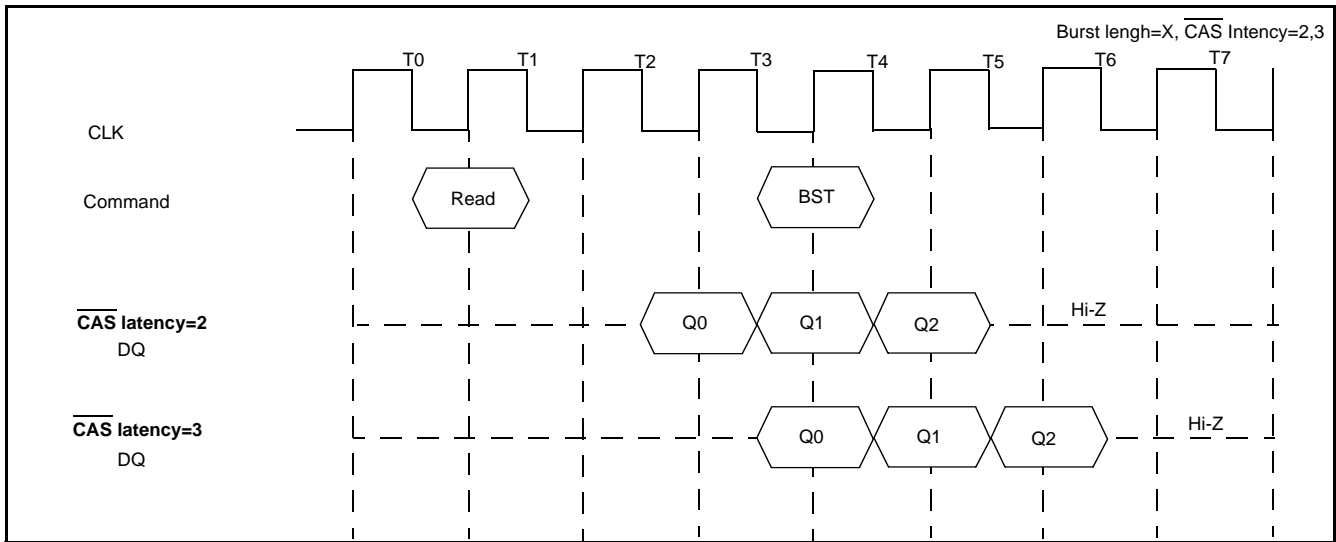 Burst lengh=X, CAS Intency=2,3
T0 T1 T2 T3 T4 T5 T6 T7
CLK
Command Read BST
CAS latency=2
DQ Q0 Q1 Q2 Hi-Z
CAS latency=3
DQ Q0 Q1 Q2 Hi-Z